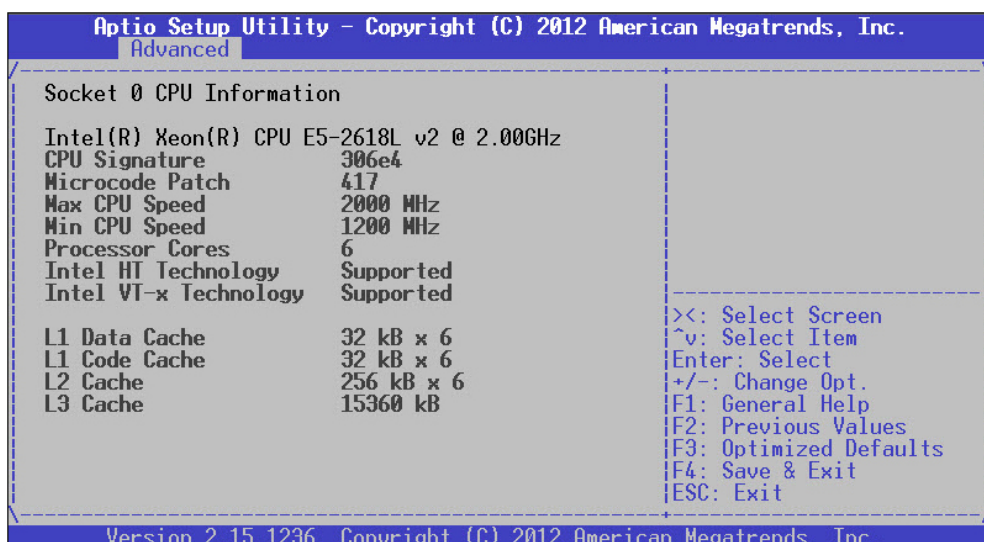 Aptio Setup Utility - Copyright (C) 2012 American Megatrends, Inc.
Advanced
Socket 0 CPU Information
Intel(R) Xeon(R) CPU E5-2618L v2 @ 2.00GHz
CPU Signature 306e4
Microcode Patch 417
Max CPU Speed 2000 MHz
Min CPU Speed 1200 MHz
Processor Cores 6
Intel HT Technology Supported
Intel VT-x Technology Supported
L1 Data Cache 32 kB x 6
L1 Code Cache 32 kB x 6
L2 Cache 256 kB x 6
L3 Cache 15360 kB
><: Select Screen
^v: Select Item
Enter: Select
+/-: Change Opt.
F1: General Help
F2: Previous Values
F3: Optimized Defaults
F4: Save & Exit
ESC: Exit
Version 2.15.1236. Copyright (C) 2012 American Megatrends, Inc.